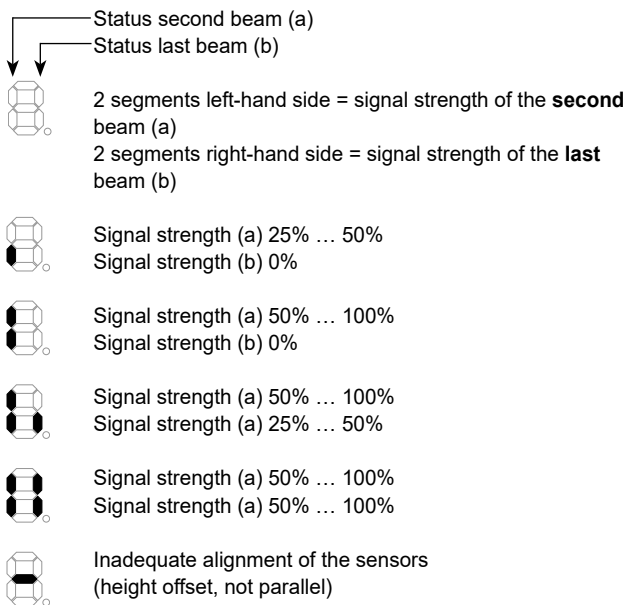 Status second beam (a)
Status last beam (b)
2 segments left-hand side = signal strength of the second
beam (a)
2 segments right-hand side = signal strength of the last
beam (b)
Signal strength (a) 25% … 50%
Signal strength (b) 0%
Signal strength (a) 50% … 100%
Signal strength (b) 0%
Signal strength (a) 50% … 100%
Signal strength (a) 25% … 50%
Signal strength (a) 50% … 100%
Signal strength (a) 50% … 100%
Inadequate alignment of the sensors
(height offset, not parallel)